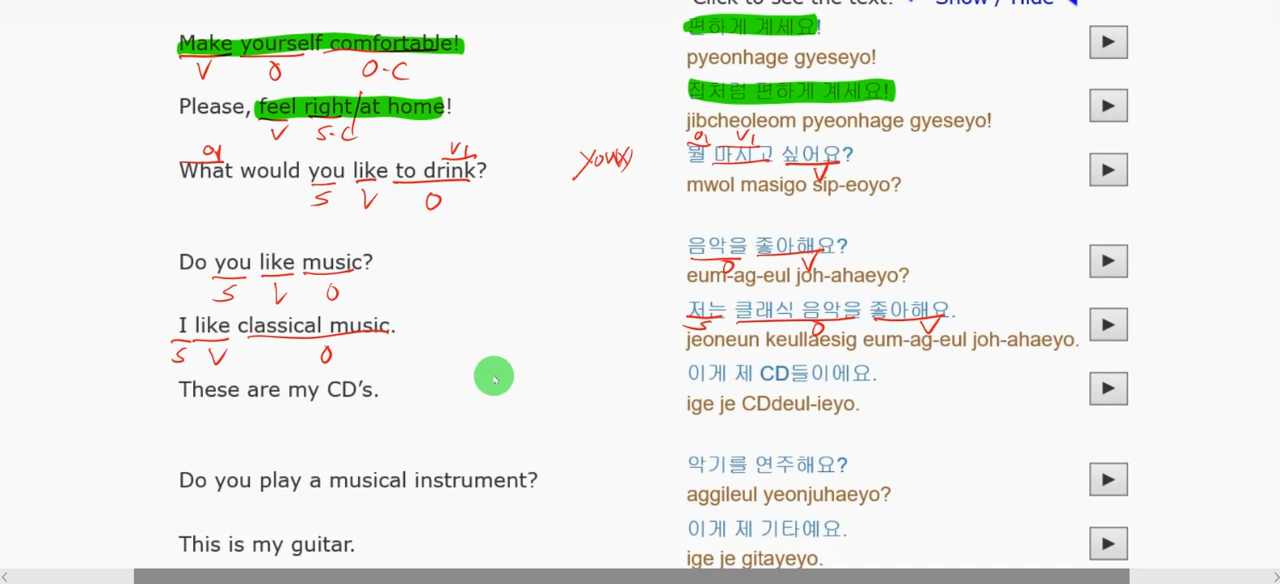 Click to see the text: Show / Hide
Make yourself comfortable!
편하게 계세요!
V O O-C
pyeonhage gyeseyo!
Please, feel right/at home!
집처럼 편하게 계세요!
V S-C
jibcheoleom pyeonhage gyeseyo!
O1 V1
O1 V1
What would you like to drink?
you(x)
뭘 마시고 싶어요?
S V O
V
mwol masigo sip-eoyo?
Do you like music?
음악을 좋아해요?
S V O
O V
eum-ag-eul joh-ahaeyo?
I like classical music.
저는 클래식 음악을 좋아해요.
S V O
S O V
jeoneun keullaesig eum-ag-eul joh-ahaeyo.
These are my CD's.
이게 제 CD들이에요.
ige je CDdeul-ieyo.
Do you play a musical instrument?
악기를 연주해요?
aggileul yeonjuhaeyo?
This is my guitar.
이게 제 기타예요.
ige je gitayeyo.